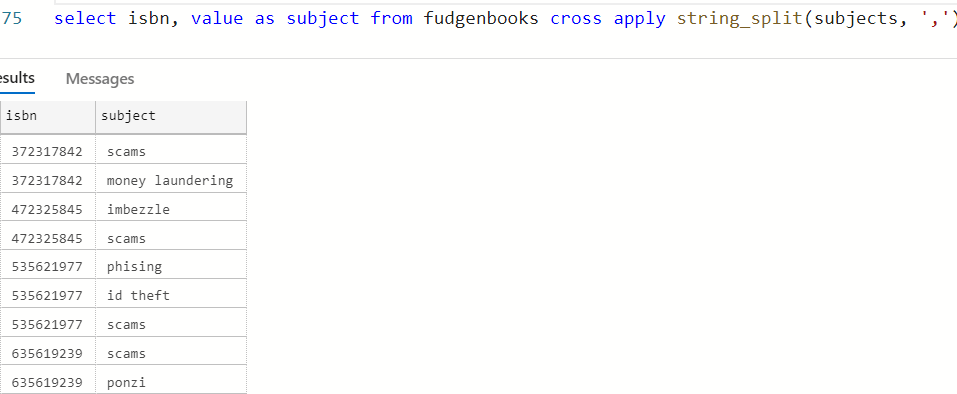 75 select isbn, value as subject from fudgenbooks cross apply string_split(subjects, ',')
esults Messages
isbn subject
372317842 scams
372317842 money laundering
472325845 imbezzle
472325845 scams
535621977 phising
535621977 id theft
535621977 scams
635619239 scams
635619239 ponzi